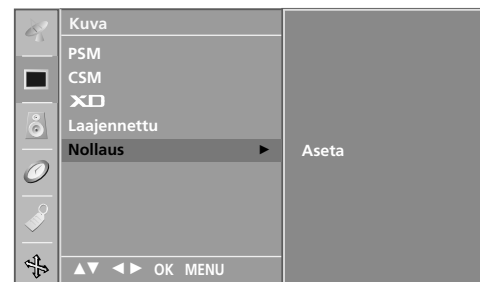 Kuva
PSM
CSM
XD
Laajennettu
Nollaus ► Aseta
▲▼ ◄► OK MENU